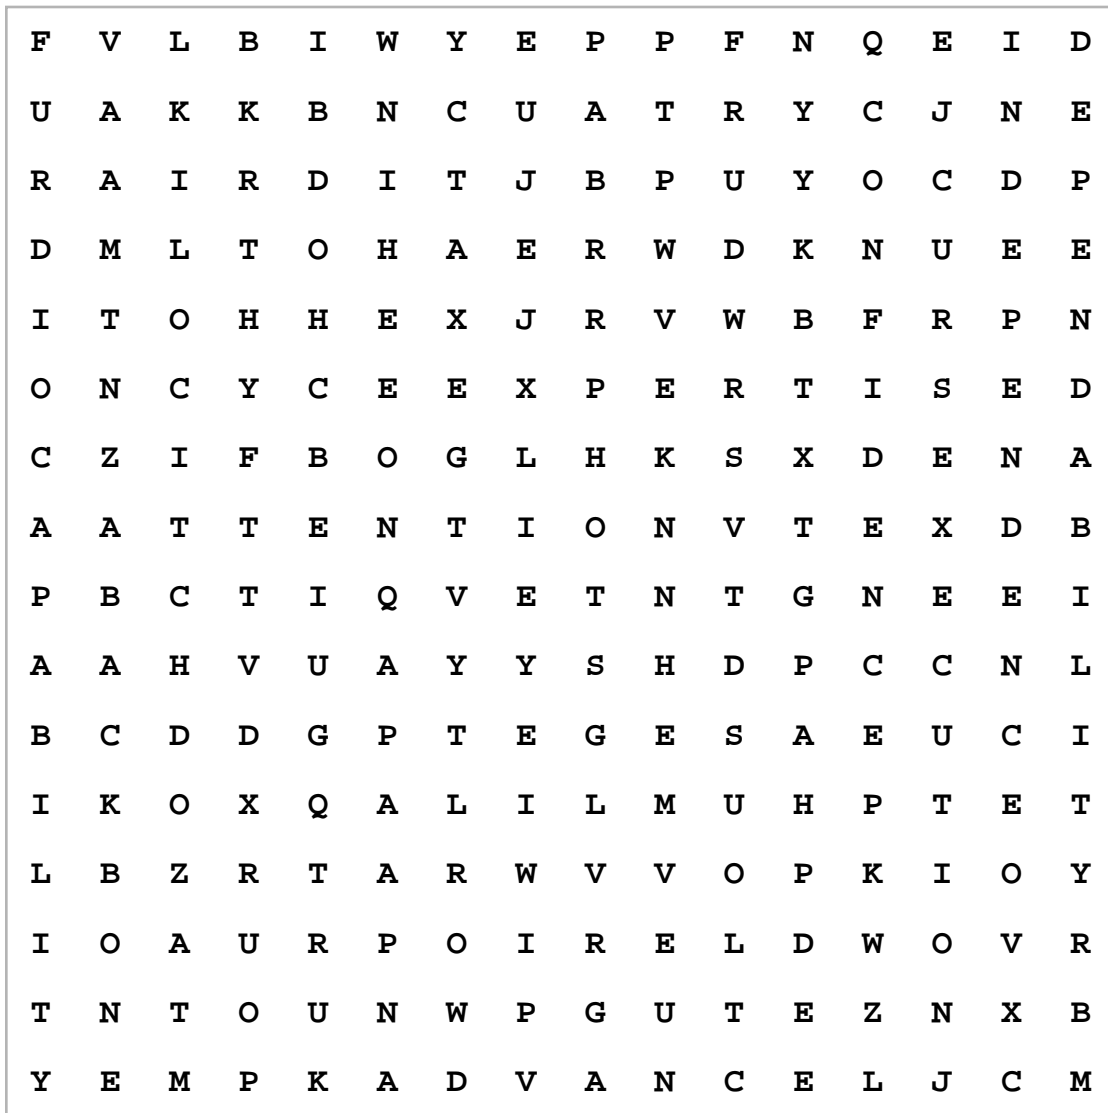 F V L B I W Y E P P F N Q E I D
U A K K B N C U A T R Y C J N E
R A I R D I T J B P U Y O C D P
D M L T O H A E R W D K N U E E
I T O H H E X J R V W B F R P N
O N C Y C E E X P E R T I S E D
C Z I F B O G L H K S X D E N A
A A T T E N T I O N V T E X D B
P B C T I Q V E T N T G N E E I
A A H V U A Y Y S H D P C C N L
B C D D G P T E G E S A E U C I
I K O X Q A L I L M U H P T E T
L B Z R T A R W V V O P K I O Y
I O A U R P O I R E L D W O V R
T N T O U N W P G U T E Z N X B
Y E M P K A D V A N C E L J C M